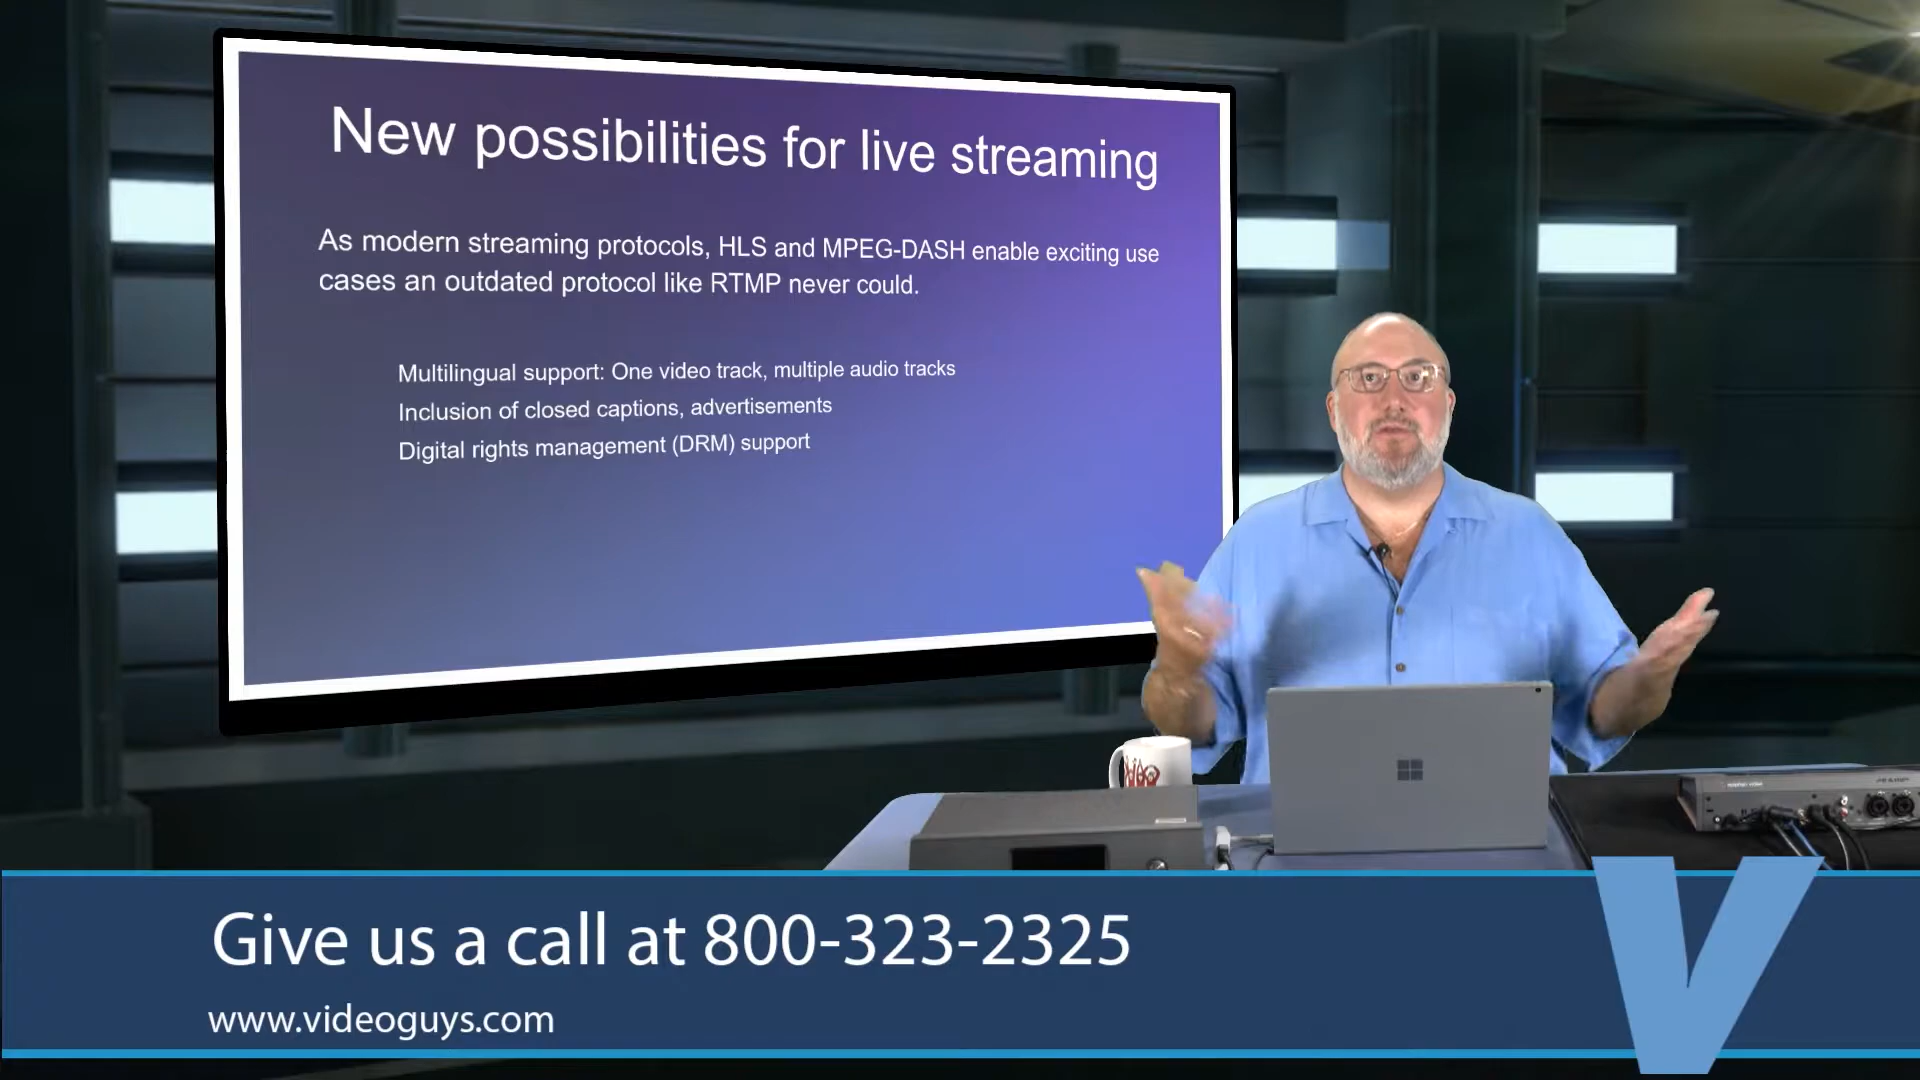 New possibilities for live streaming
As modern streaming protocols, HLS and MPEG-DASH enable exciting use
cases an outdated protocol like RTMP never could.
Multilingual support: One video track, multiple audio tracks
Inclusion of closed captions, advertisements
Digital rights management (DRM) support
Give us a call at 800-323-2325
www.videoguys.com
V